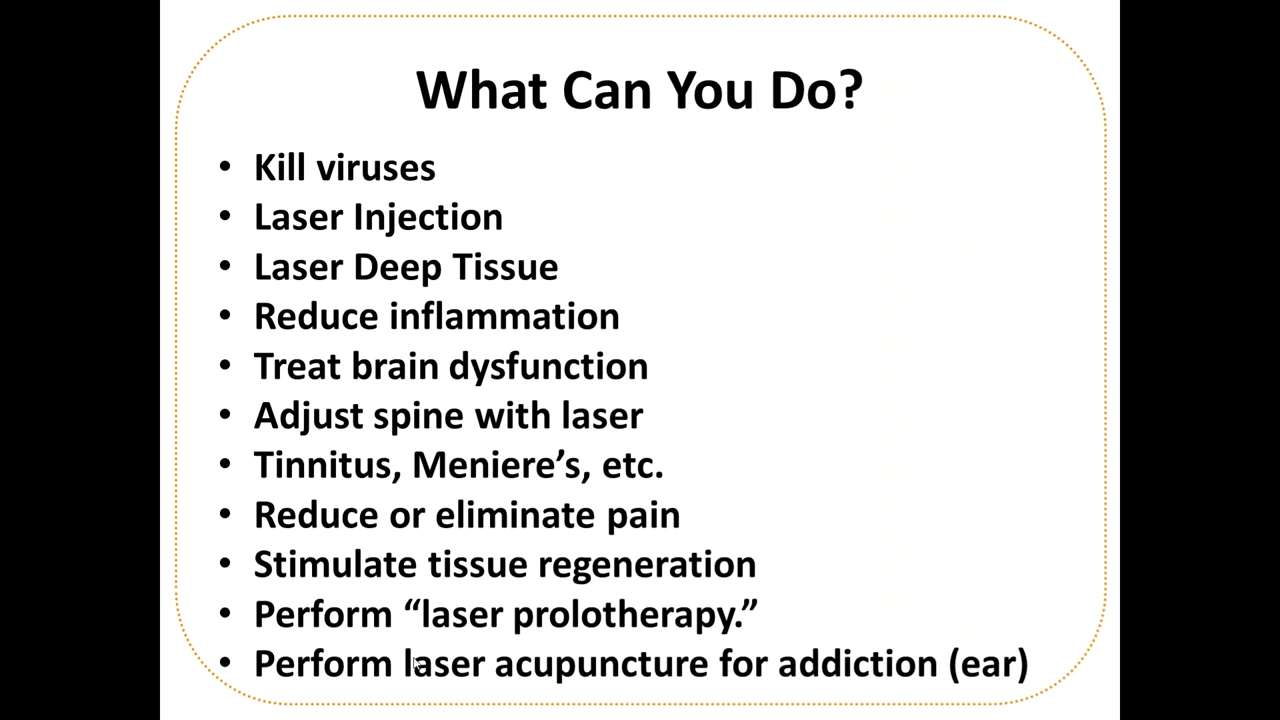 What Can You Do?
• Kill viruses
• Laser Injection
• Laser Deep Tissue
• Reduce inflammation
• Treat brain dysfunction
• Adjust spine with laser
• Tinnitus, Meniere’s, etc.
• Reduce or eliminate pain
• Stimulate tissue regeneration
• Perform “laser prolotherapy.”
• Perform laser acupuncture for addiction (ear)